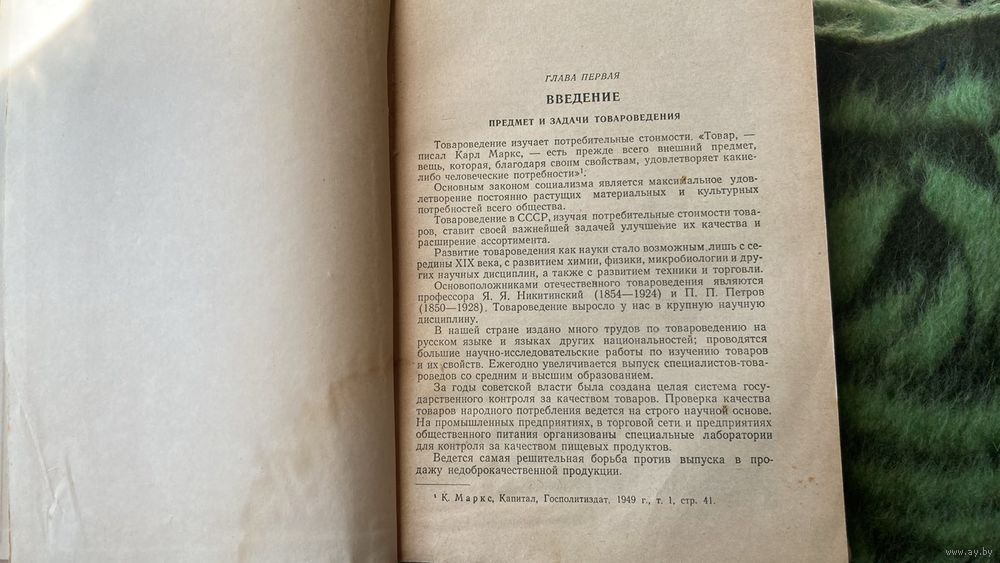 ГЛАВА ПЕРВАЯ
ВВЕДЕНИЕ
ПРЕДМЕТ И ЗАДАЧИ ТОВАРОВЕДЕНИЯ
Товароведение изучает потребительные стоимости. «Товар, —
писал Карл Маркс, — есть прежде всего внешний предмет,
вещь, которая, благодаря своим свойствам, удовлетворяет какие-
либо человеческие потребности»¹.
Основным законом социализма является максимальное удов-
летворение постоянно растущих материальных и культурных
потребностей всего общества.
Товароведение в СССР, изучая потребительные стоимости това-
ров, ставит своей важнейшей задачей улучшение их качества и
расширение ассортимента.
Развитие товароведения как науки стало возможным лишь с се-
редины XIX века, с развитием химии, физики, микробиологии и дру-
гих научных дисциплин, а также с развитием техники и торговли.
Основоположниками отечественного товароведения являются
профессора Я. Я. Никитинский (1854—1924) и П. П. Петров
(1850—1928). Товароведение выросло у нас в крупную научную
дисциплину.
В нашей стране издано много трудов по товароведению на
русском языке и языках других национальностей; проводятся
большие научно-исследовательские работы по изучению товаров
и их свойств. Ежегодно увеличивается выпуск специалистов-това-
роведов со средним и высшим образованием.
За годы советской власти была создана целая система госу-
дарственного контроля за качеством товаров. Проверка качества
товаров народного потребления ведется на строго научной основе.
На промышленных предприятиях, в торговой сети и предприятиях
общественного питания организованы специальные лаборатории
для контроля за качеством пищевых продуктов.
Ведется самая решительная борьба против выпуска в про-
дажу недоброкачественной продукции.
¹ К. Маркс, Капитал, Госполитиздат, 1949 г., т. 1, стр. 41.
www.ay.by